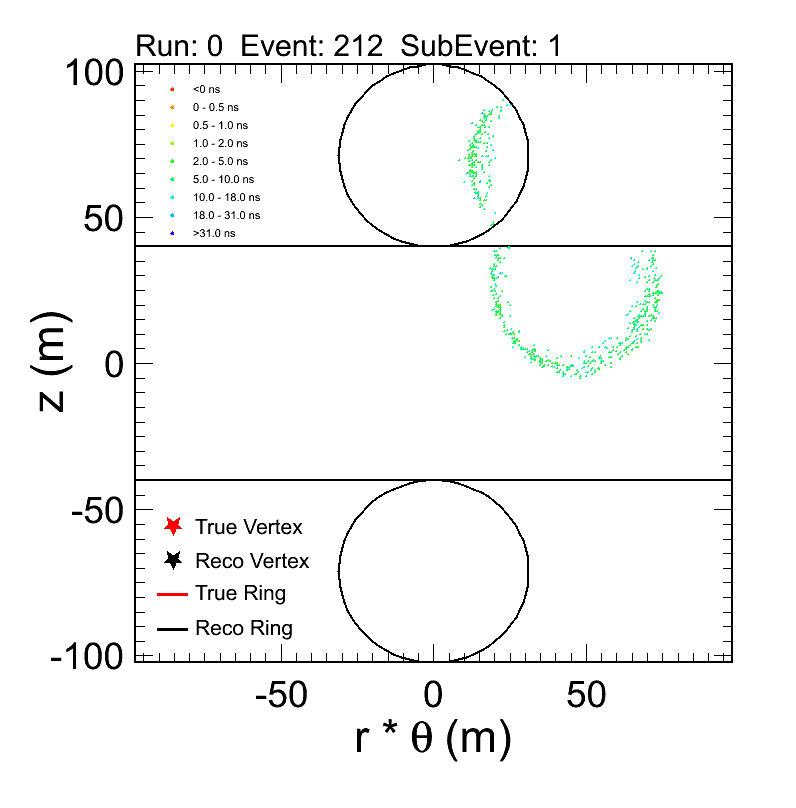 Run: 0  Event: 212  SubEvent: 1
100
<0 ns
0 - 0.5 ns
0.5 - 1.0 ns
1.0 - 2.0 ns
2.0 - 5.0 ns
5.0 - 10.0 ns
10.0 - 18.0 ns
18.0 - 31.0 ns
>31.0 ns
50
0
-50
-100
z (m)
True Vertex
Reco Vertex
True Ring
Reco Ring
-50 0 50
r * θ (m)